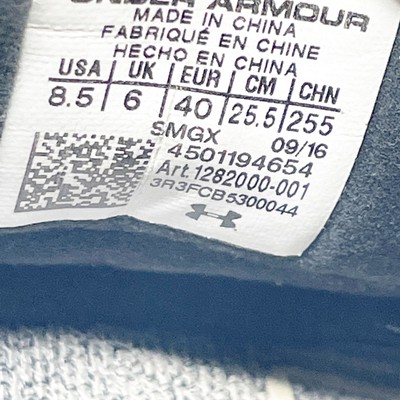 UNDER ARMOUR
MADE IN CHINA
FABRIQUÉ EN CHINE
HECHO EN CHINA
USA | UK | EUR | CM | CHN
8.5 | 6 | 40 | 25.5 | 255
SMGX 09/16
4501194654
Art.1282000-001
3R3FCB5300044